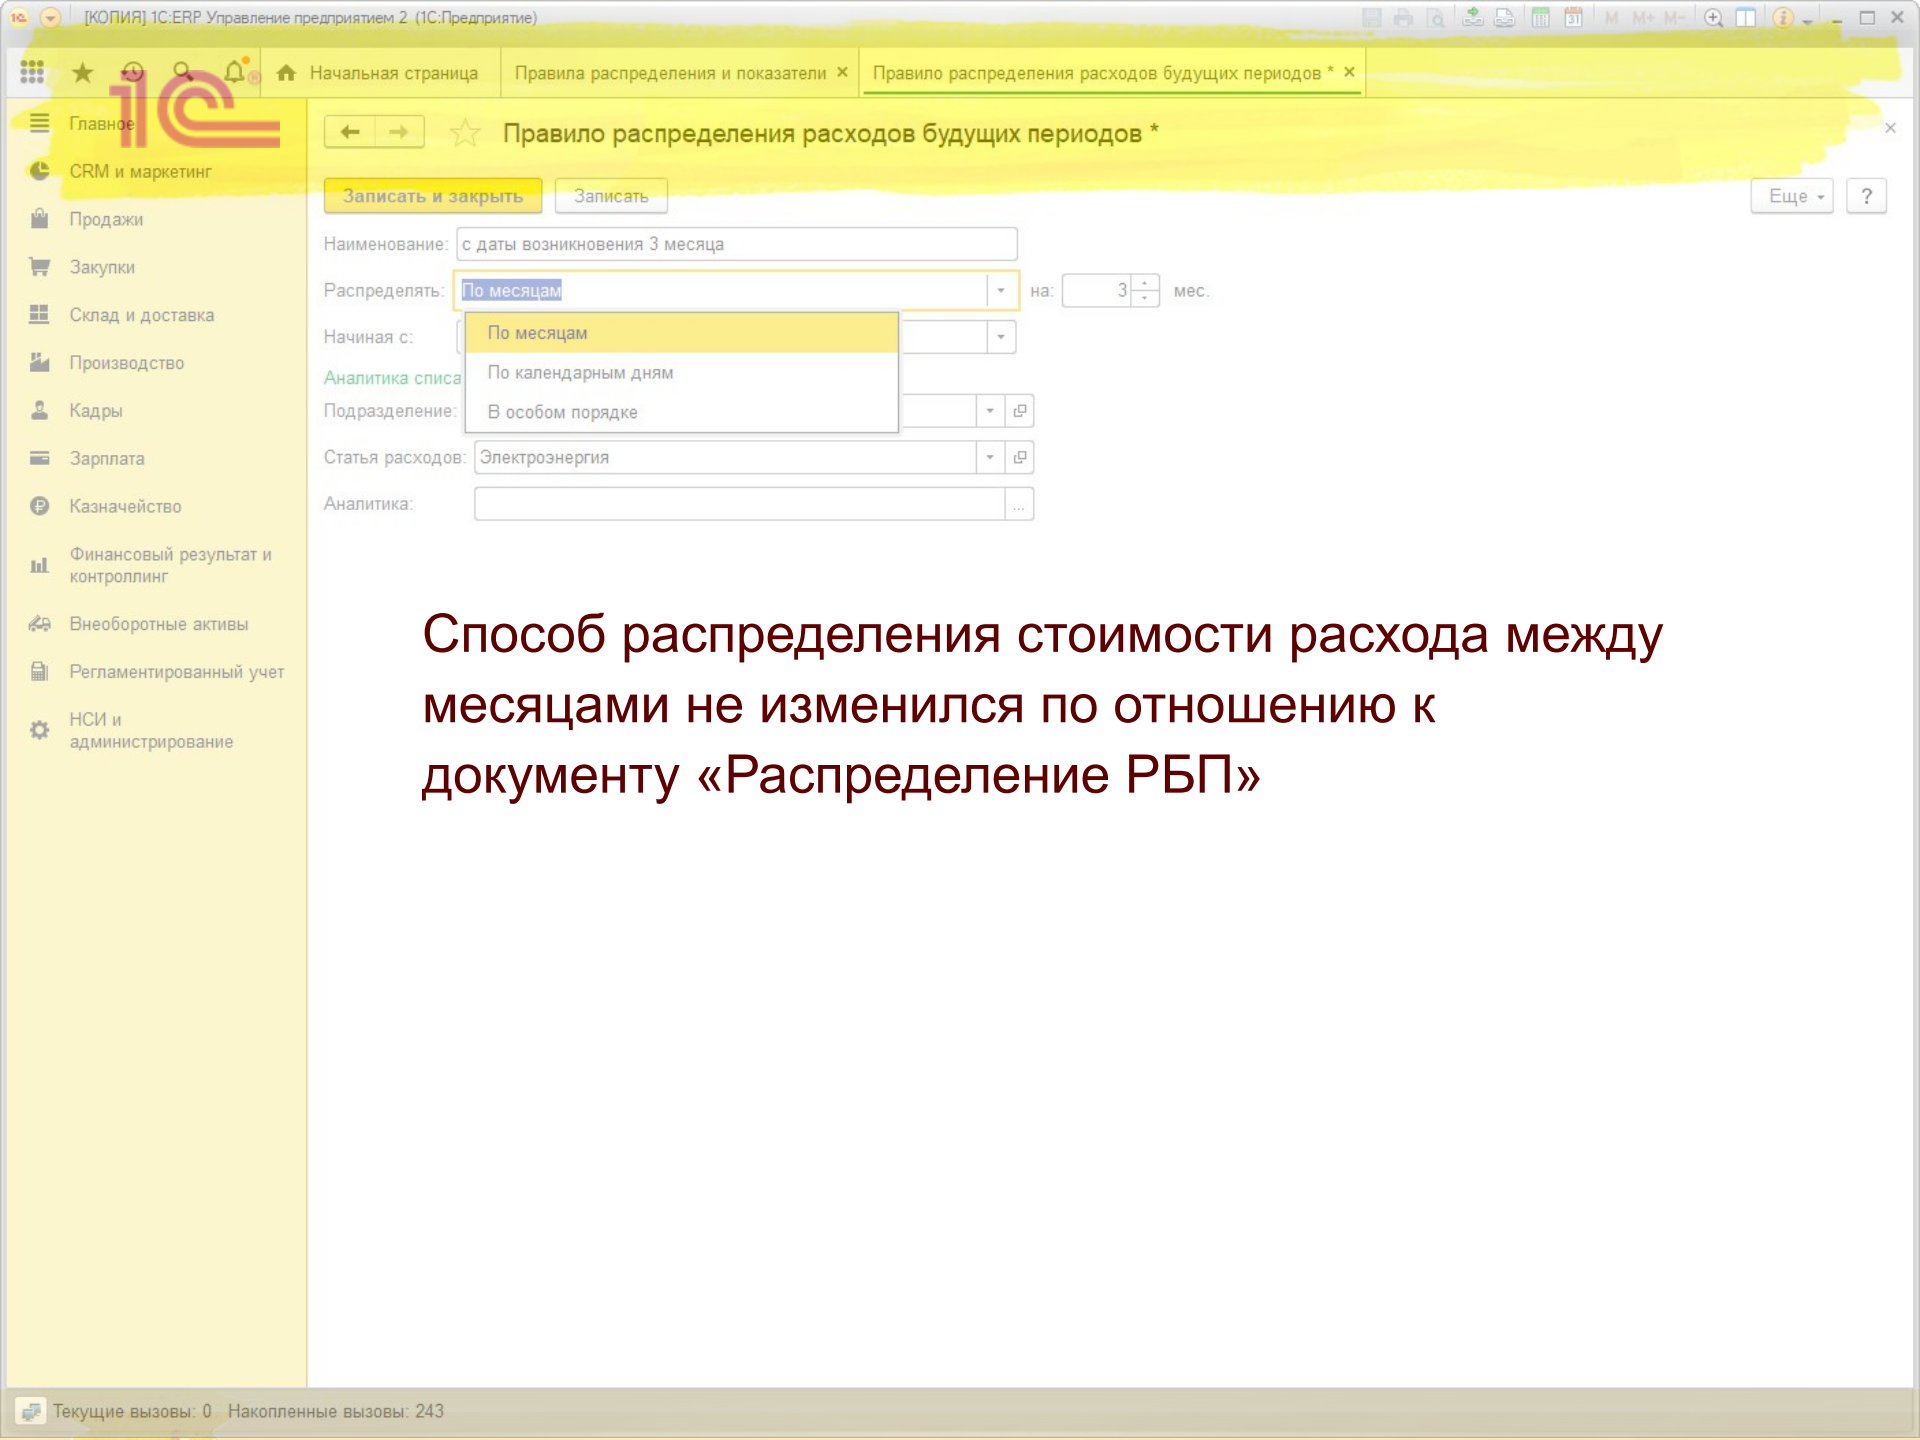 [КОПИЯ] 1С:ERP Управление предприятием 2 (1С:Предприятие)
M M+ M-
Начальная страница
Правила распределения и показатели ×
Правило распределения расходов будущих периодов * ×
1С
Главное
CRM и маркетинг
Продажи
Закупки
Склад и доставка
Производство
Кадры
Зарплата
Казначейство
Финансовый результат и
контроллинг
Внеоборотные активы
Регламентированный учет
НСИ и
администрирование
Правило распределения расходов будущих периодов *
Записать и закрыть
Записать
Еще
?
Наименование: с даты возникновения 3 месяца
Распределять: По месяцам на: 3 мес.
По месяцам
По календарным дням
В особом порядке
Начиная с:
Аналитика списа
Подразделение:
Статья расходов: Электроэнергия
Аналитика: ...
Способ распределения стоимости расхода между
месяцами не изменился по отношению к
документу «Распределение РБП»
Текущие вызовы: 0 Накопленные вызовы: 243